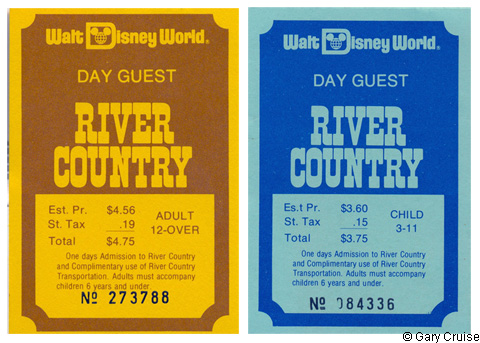 Walt Disney World®
DAY GUEST
RIVER
COUNTRY
Est. Pr. $4.56
St. Tax .19
Total $4.75
ADULT
12-OVER
One days Admission to River Country
and Complimentary use of River Country
Transportation. Adults must accompany
children 6 years and under.
No 273788
Walt Disney World®
DAY GUEST
RIVER
COUNTRY
Es.t Pr. $3.60
St. Tax .15
Total $3.75
CHILD
3-11
One days Admission to River Country
and Complimentary use of River Country
Transportation. Adults must accompany
children 6 years and under.
No 084336
© Gary Cruise